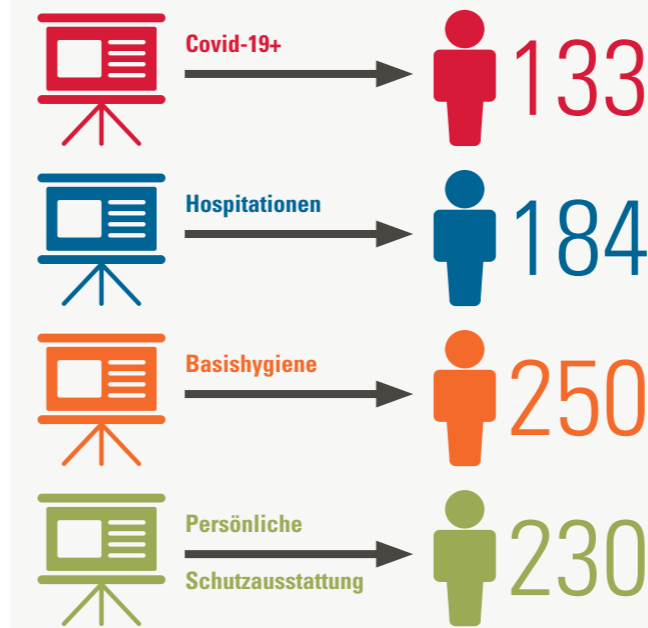 Covid-19+
133
Hospitationen
184
Basishygiene
250
Persönliche
Schutzausstattung
230